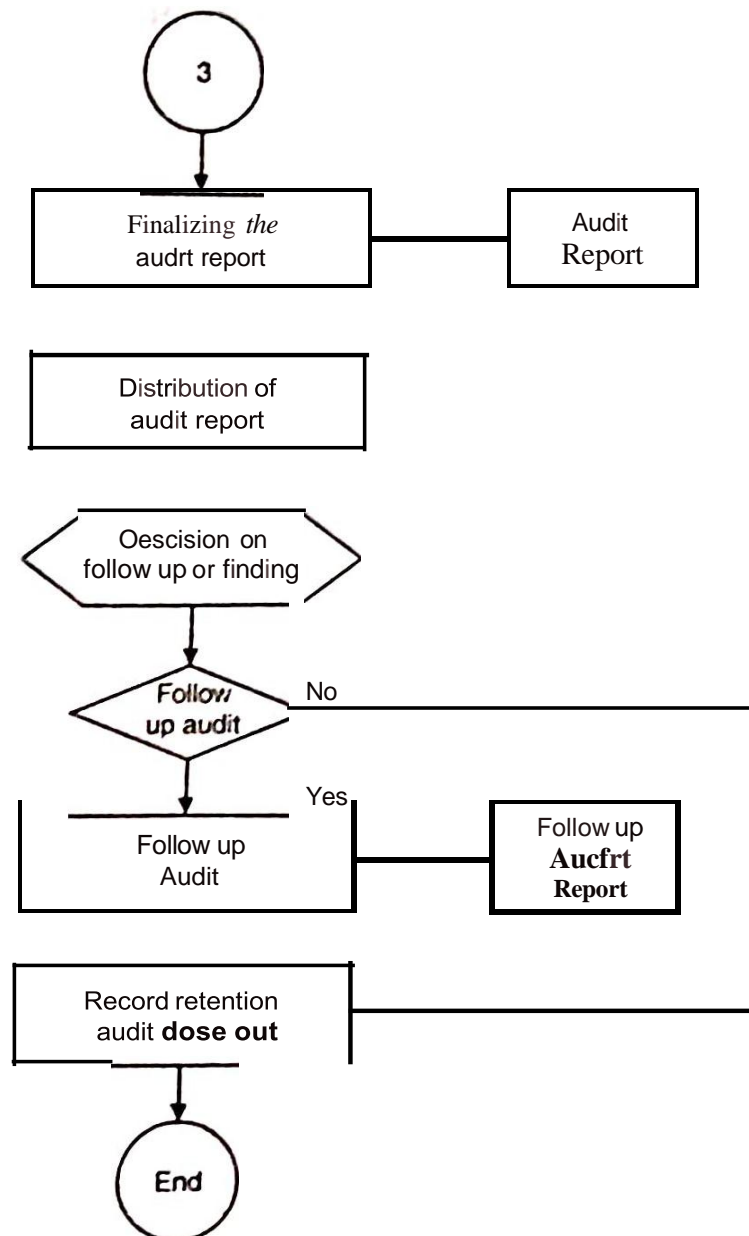 3
Finalizing the
audrt report
Audit
Report
Distribution of
audit report
Oescision on
follow up or finding
Follow
up audit
No
Yes
Follow up
Audit
Follow up
Aucfrt
Report
Record retention
audit dose out
End